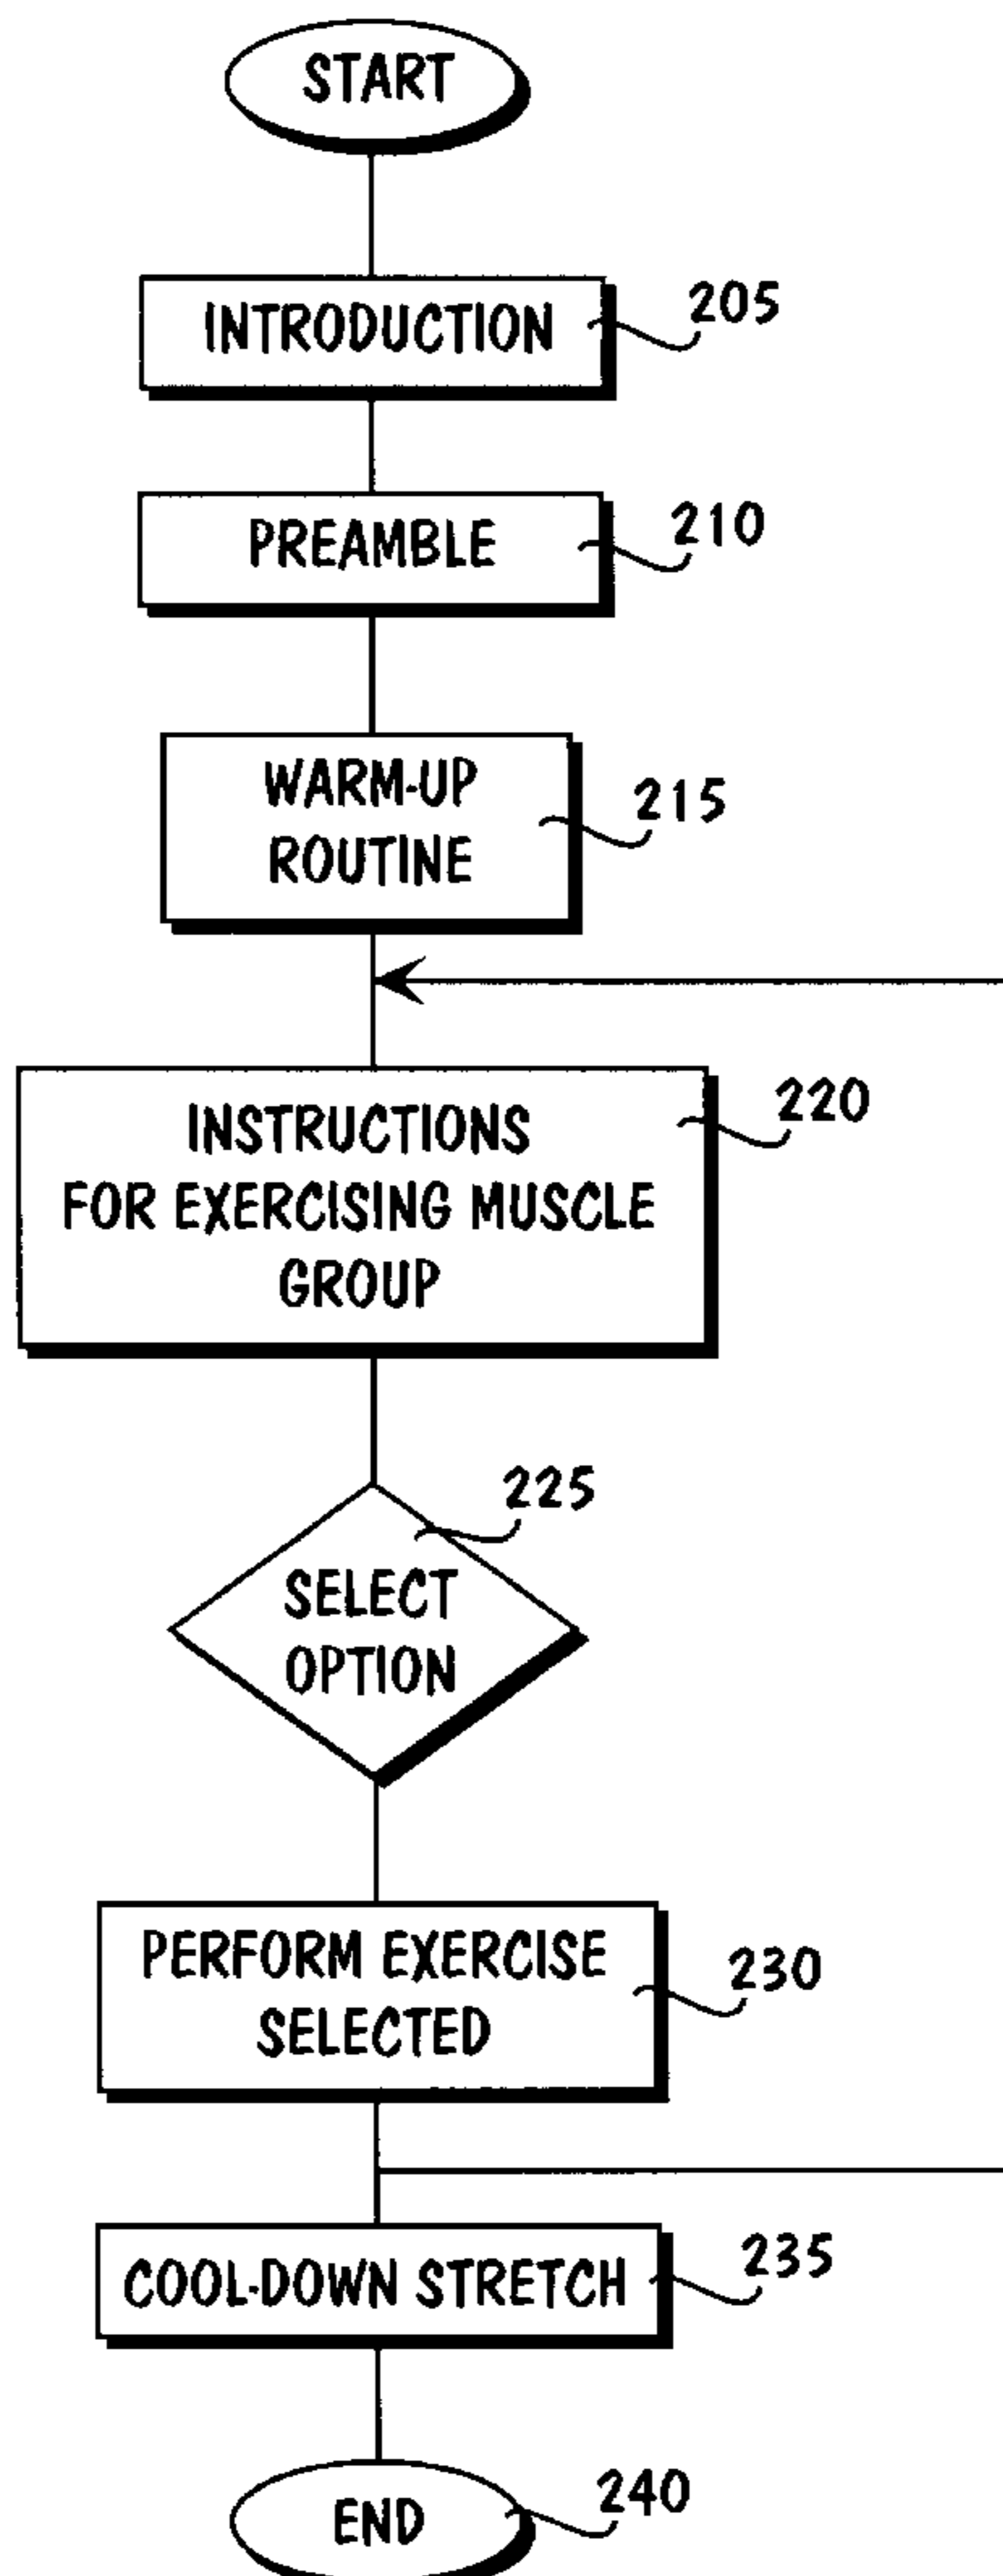 START
INTRODUCTION
205
PREAMBLE
210
WARM-UP
ROUTINE
215
INSTRUCTIONS
FOR EXERCISING MUSCLE
GROUP
220
225
SELECT
OPTION
PERFORM EXERCISE
SELECTED
230
COOL-DOWN STRETCH
235
END
240